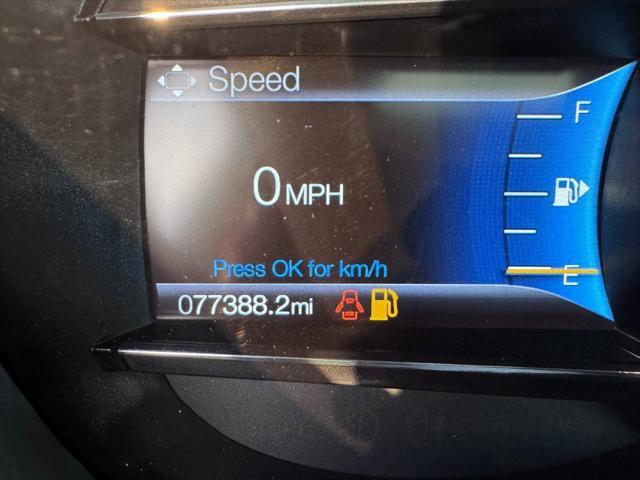 Speed
F
0 MPH
Press OK for km/h
E
077388.2mi